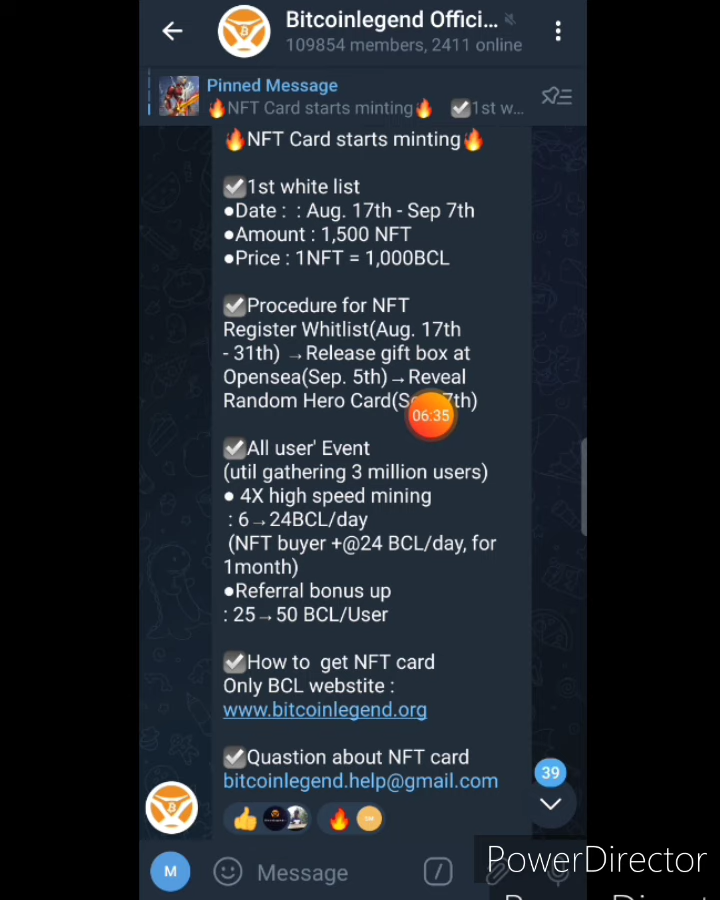 Bitcoinlegend Offici...
109854 members, 2411 online
Pinned Message
🔥NFT Card starts minting🔥 ✅1st w...
🔥NFT Card starts minting🔥
✅1st white list
●Date : : Aug. 17th - Sep 7th
●Amount : 1,500 NFT
●Price : 1NFT = 1,000BCL
✅Procedure for NFT
Register Whitlist(Aug. 17th
- 31th) →Release gift box at
Opensea(Sep. 5th)→Reveal
Random Hero Card(S 7th)
06:35
✅All user' Event
(util gathering 3 million users)
● 4X high speed mining
: 6→24BCL/day
(NFT buyer +@24 BCL/day, for
1month)
●Referral bonus up
: 25→50 BCL/User
✅How to get NFT card
Only BCL webstite :
www.bitcoinlegend.org
✅Quastion about NFT card
bitcoinlegend.help@gmail.com
39
M
Message
PowerDirector